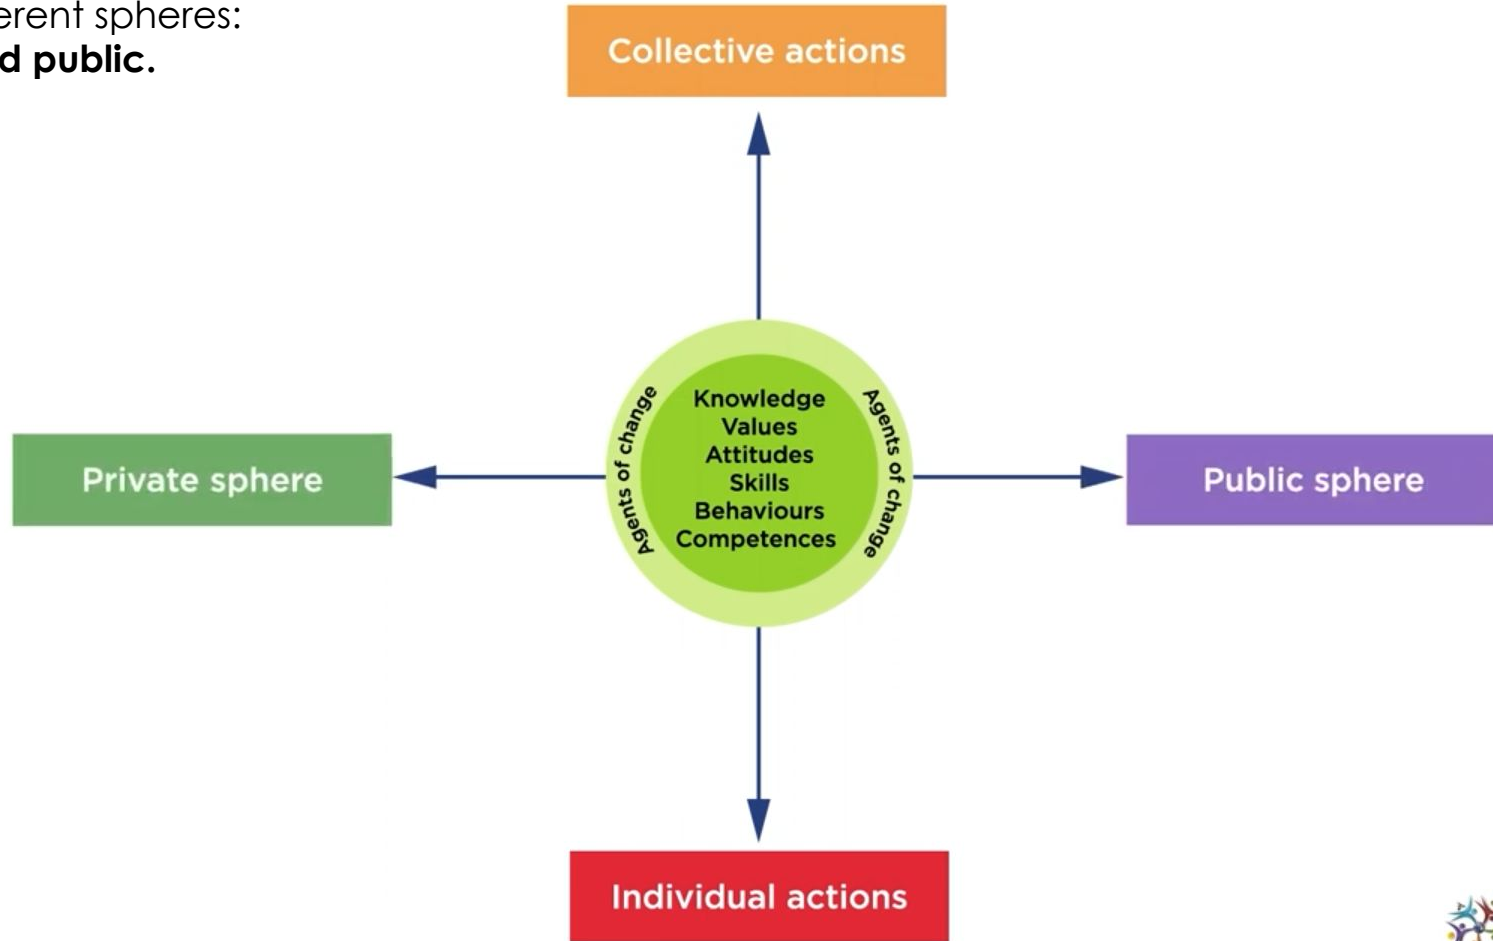 erent spheres:
d public.
Collective actions
Agents of change
Knowledge
Values
Attitudes
Skills
Behaviours
Competences
Agents of change
Private sphere
Public sphere
Individual actions